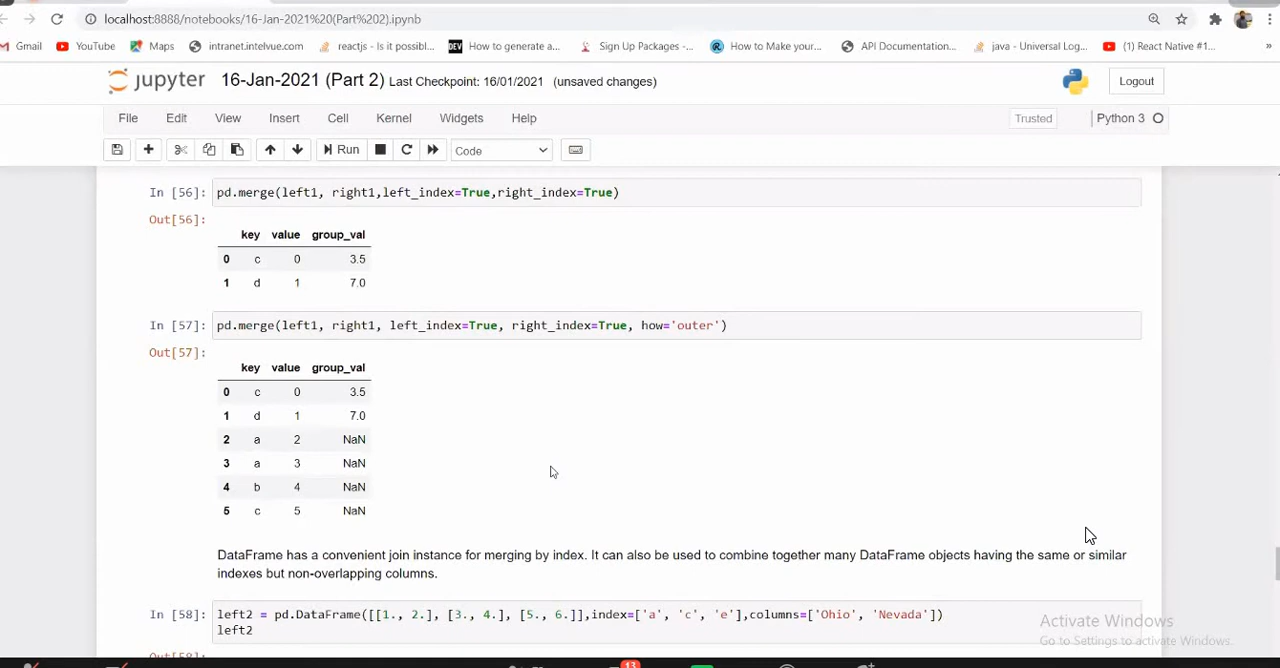 localhost:8888/notebooks/16-Jan-2021%20(Part%202).ipynb
Gmail YouTube Maps intranet.intelvue.com reactjs - Is it possibl... DEV How to generate a... Sign Up Packages -... How to Make your... API Documentation... java - Universal Log... (1) React Native #1... »
jupyter 16-Jan-2021 (Part 2) Last Checkpoint: 16/01/2021 (unsaved changes) Logout
File Edit View Insert Cell Kernel Widgets Help Trusted Python 3
Run Code
In [56]: pd.merge(left1, right1,left_index=True,right_index=True)
Out[56]:
key value group_val
0 c 0 3.5
1 d 1 7.0
In [57]: pd.merge(left1, right1, left_index=True, right_index=True, how='outer')
Out[57]:
key value group_val
0 c 0 3.5
1 d 1 7.0
2 a 2 NaN
3 a 3 NaN
4 b 4 NaN
5 c 5 NaN
DataFrame has a convenient join instance for merging by index. It can also be used to combine together many DataFrame objects having the same or similar
indexes but non-overlapping columns.
In [58]: left2 = pd.DataFrame([[1., 2.], [3., 4.], [5., 6.]],index=['a', 'c', 'e'],columns=['Ohio', 'Nevada'])
left2
Activate Windows
Go to Settings to activate Windows.
13